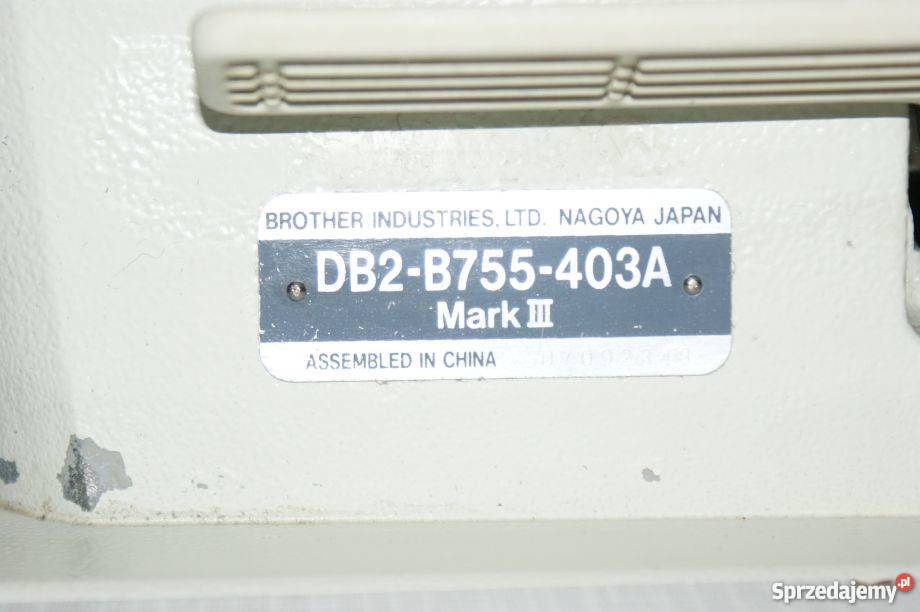 BROTHER INDUSTRIES, LTD. NAGOYA JAPAN
DB2-B755-403A
Mark III
ASSEMBLED IN CHINA
Sprzedajemy.pl